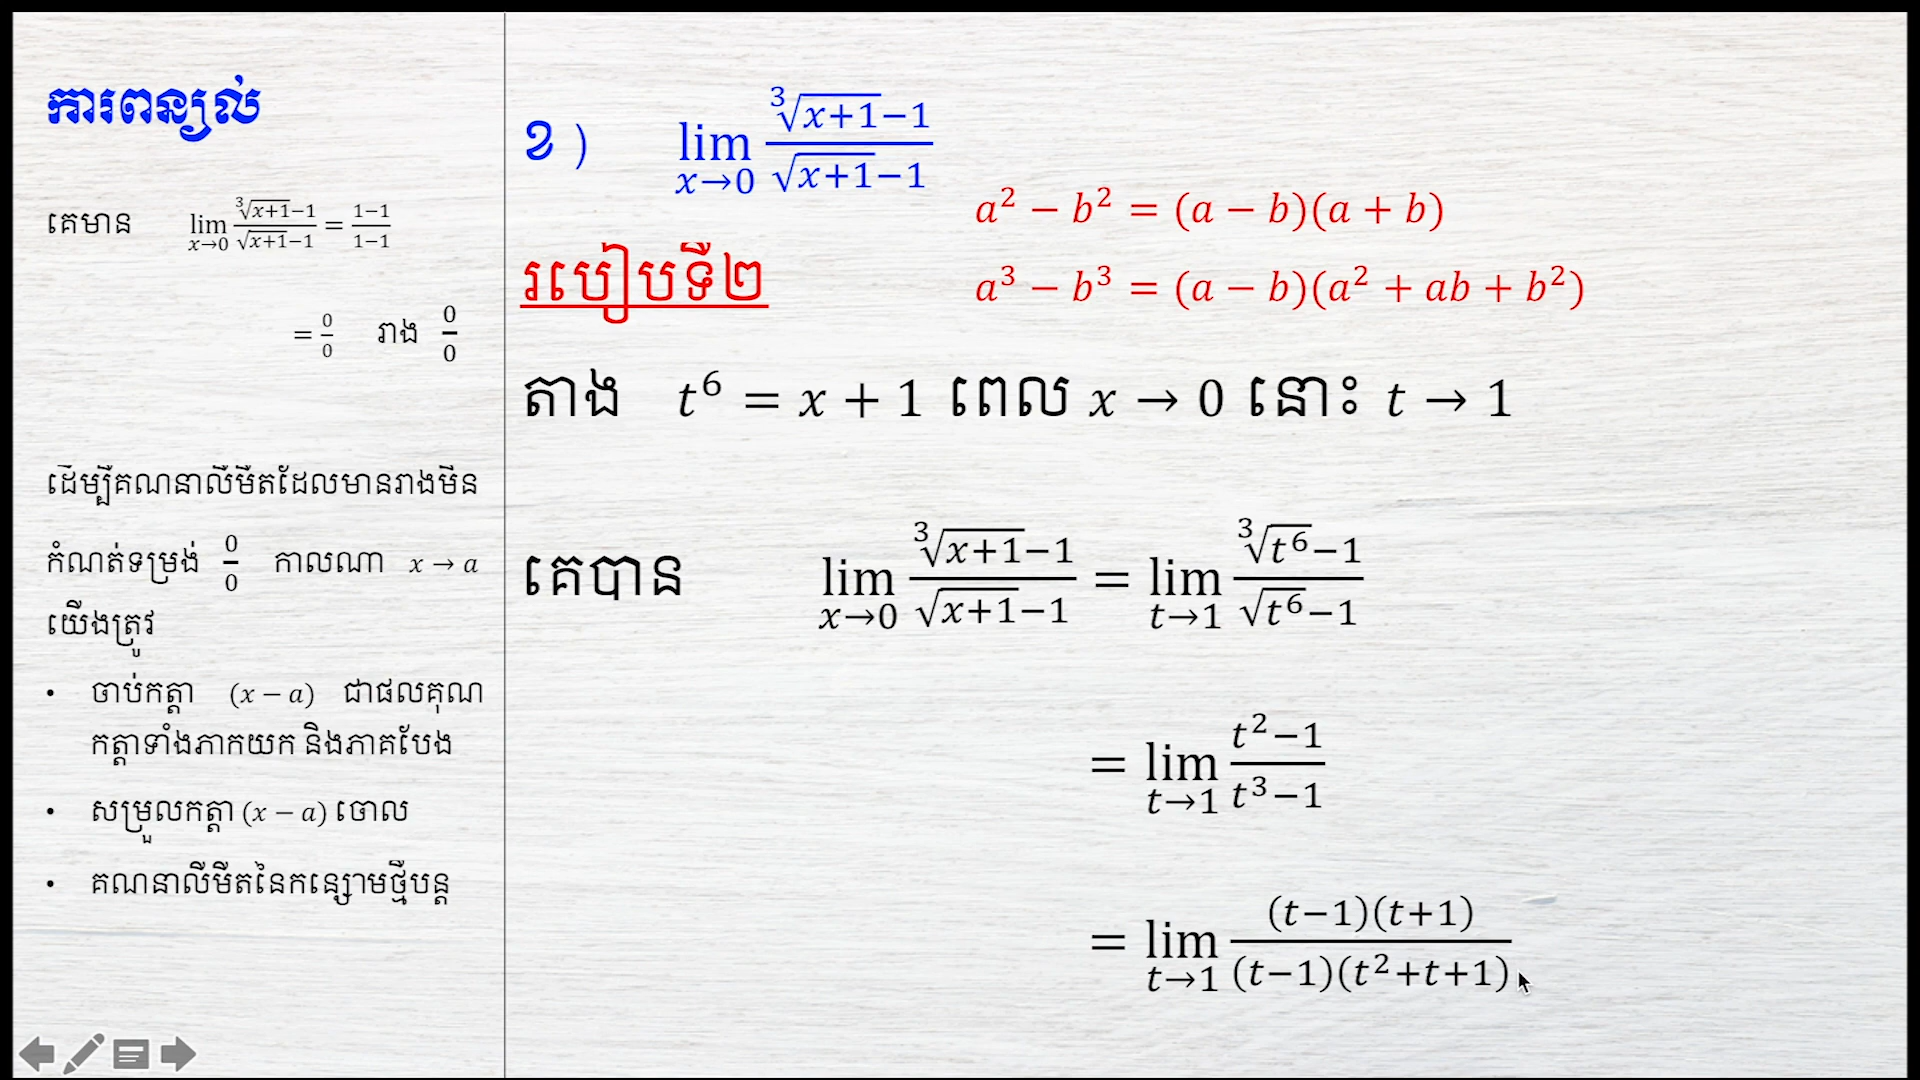 ការពន្យល់
គេមាន lim x→0 (∛(x+1)−1)/(√(x+1)−1) = (1−1)/(1−1)
= 0/0 រាង 0/0
ដើម្បីគណនាលីមីតដែលមានរាងមិន
កំណត់ទម្រង់ 0/0 កាលណា x → a
យើងត្រូវ
• ចាប់កត្តា (x − a) ជាផលគុណ
កត្តាទាំងភាកយក និងភាគបែង
• សម្រួលកត្តា (x − a) ចោល
• គណនាលីមីតនៃកន្សោមថ្មីបន្ត
ខ ) lim x→0 (∛(x+1)−1)/(√(x+1)−1)
a² − b² = (a − b)(a + b)
របៀបទី២
a³ − b³ = (a − b)(a² + ab + b²)
តាង t⁶ = x + 1 ពេល x → 0 នោះ t → 1
គេបាន lim x→0 (∛(x+1)−1)/(√(x+1)−1) = lim t→1 (∛(t⁶)−1)/(√(t⁶)−1)
= lim t→1 (t²−1)/(t³−1)
= lim t→1 ((t−1)(t+1))/((t−1)(t²+t+1))